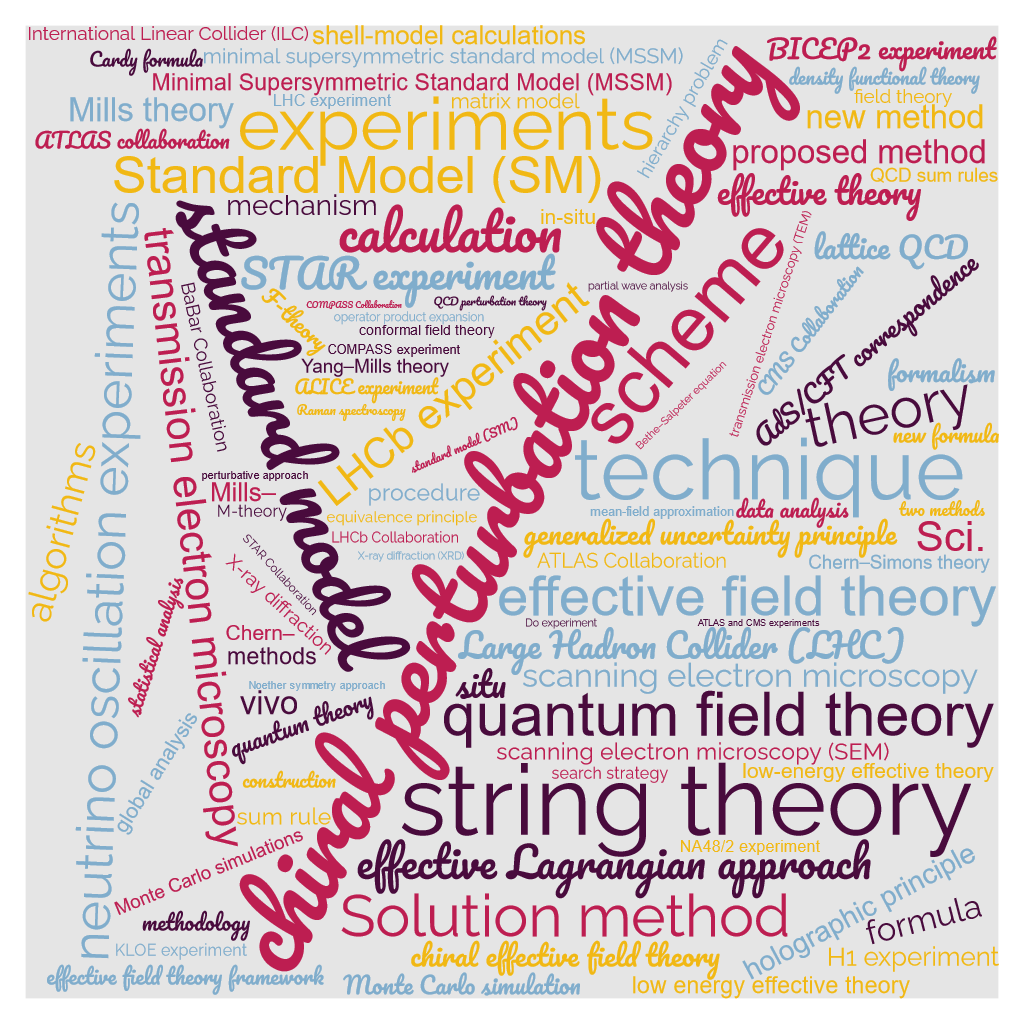 International Linear Collider (ILC)
shell-model calculations
Cardy formula
minimal supersymmetric standard model (MSSM)
hierarchy problem
BICEP2 experiment
Minimal Supersymmetric Standard Model (MSSM)
density functional theory
Mills theory
LHC experiment
matrix model
field theory
experiments
new method
ATLAS collaboration
proposed method
Standard Model (SM)
QCD sum rules
effective theory
mechanism
in-situ
calculation
lattice QCD
STAR experiment
F-theory
COMPASS Collaboration
QCD perturbation theory
partial wave analysis
operator product expansion
conformal field theory
COMPASS experiment
Yang–Mills theory
ALICE experiment
Raman spectroscopy
LHCb experiment
standard model
chiral perturbation theory
scheme
transmission electron microscopy (TEM)
CMS Collaboration
AdS/CFT correspondence
formalism
theory
new formula
Bethe–Salpeter equation
standard model (SM)
technique
neutrino oscillation experiments
transmission electron microscopy
BaBar Collaboration
algorithms
perturbative approach
Mills–
M-theory
procedure
equivalence principle
LHCb Collaboration
X-ray diffraction (XRD)
mean-field approximation
data analysis
two methods
generalized uncertainty principle
Sci.
ATLAS Collaboration
Chern–Simons theory
STAR Collaboration
X-ray diffraction
statistical analysis
effective field theory
Do experiment
ATLAS and CMS experiments
Chern–
methods
Large Hadron Collider (LHC)
scanning electron microscopy
Noether symmetry approach
situ
vivo
quantum theory
quantum field theory
global analysis
scanning electron microscopy (SEM)
search strategy
low-energy effective theory
construction
string theory
sum rule
NA48/2 experiment
Monte Carlo simulations
effective Lagrangian approach
holographic principle
methodology
Solution method
formula
KLOE experiment
chiral effective field theory
H1 experiment
effective field theory framework
Monte Carlo simulation
low energy effective theory